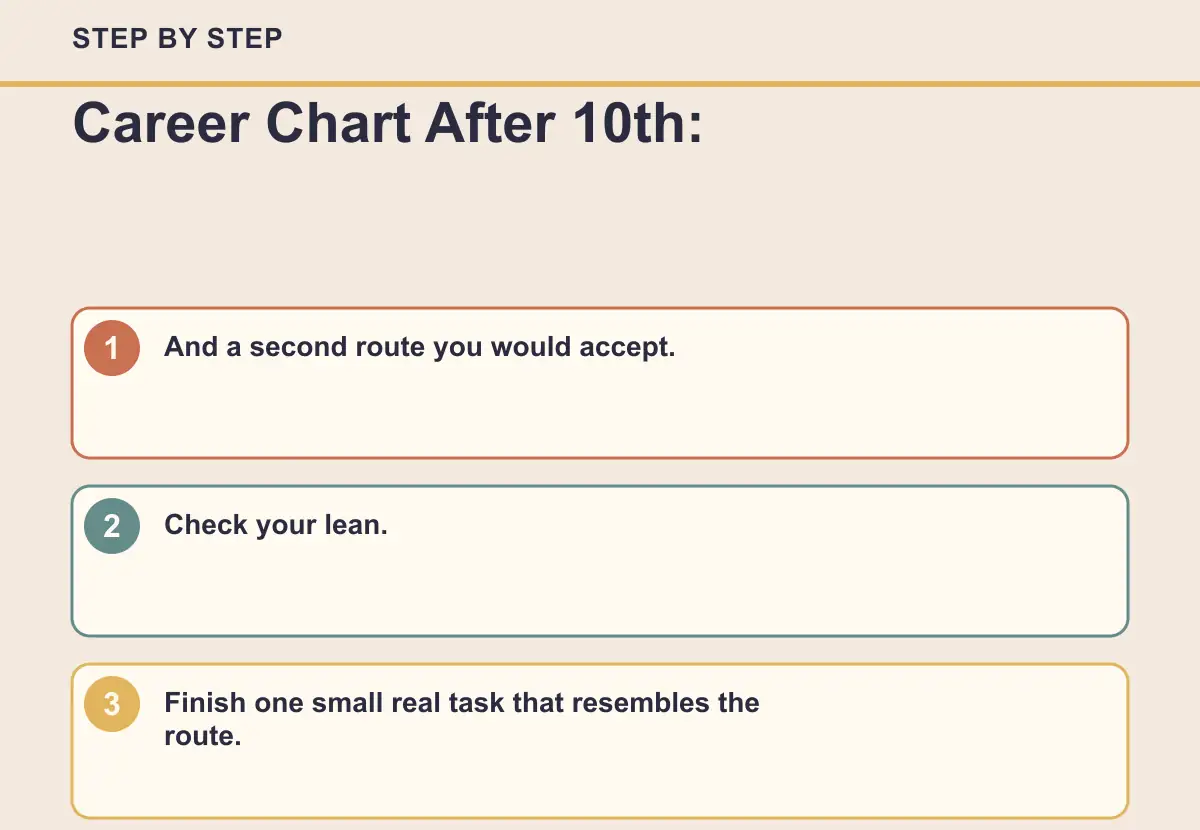 STEP BY STEP
Career Chart After 10th:
1
And a second route you would accept.
2
Check your lean.
3
Finish one small real task that resembles the
route.